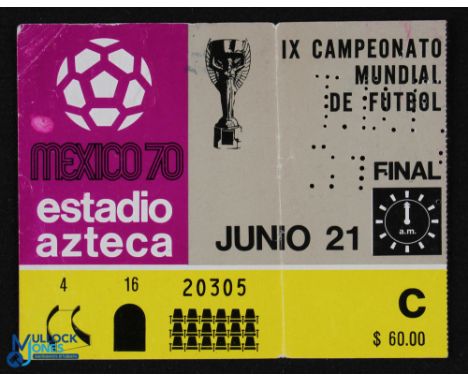 IX CAMPEONATO
MUNDIAL
DE FUTBOL
MEXICO 70
FINAL
estadio
azteca
JUNIO 21
a.m.
4 16 20305
C
$ 60.00
MULLOCK
JONES